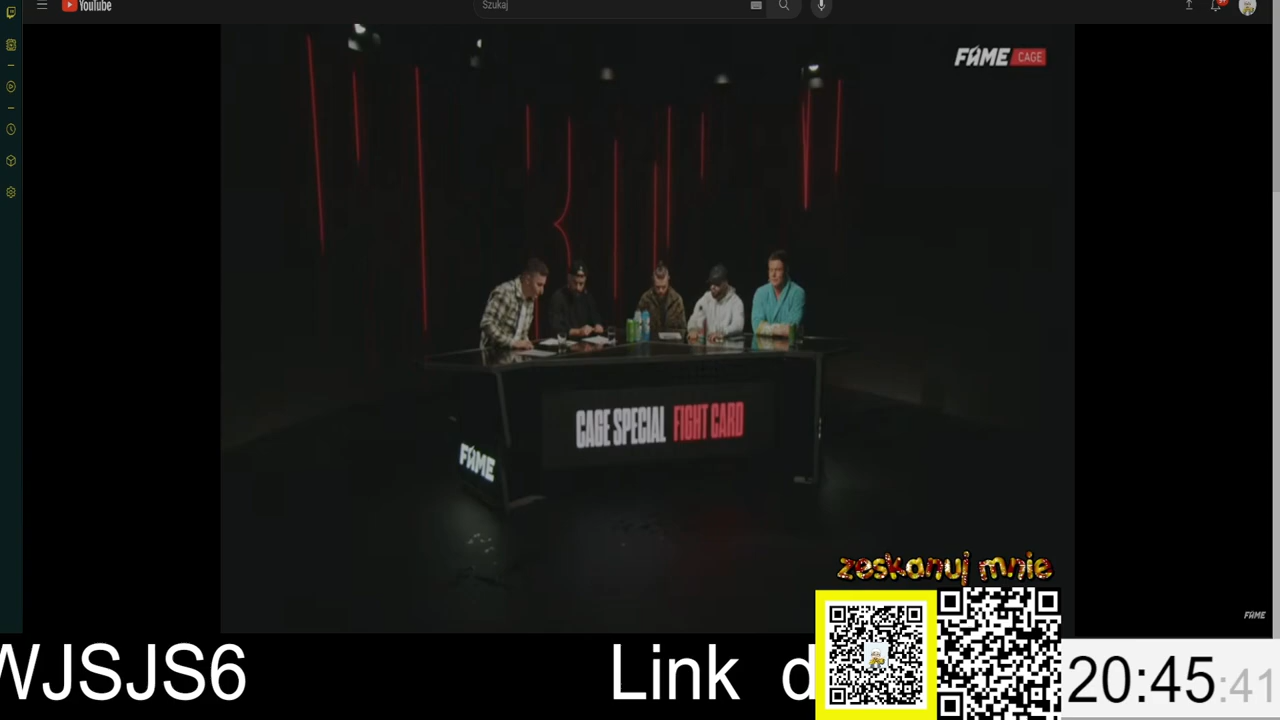 YouTube
Szukaj
FAME CAGE
CAGE SPECIAL FIGHT CARD
FAME
zeskanuj mnie
FAME
WJSJS6 Link d
20:45:41